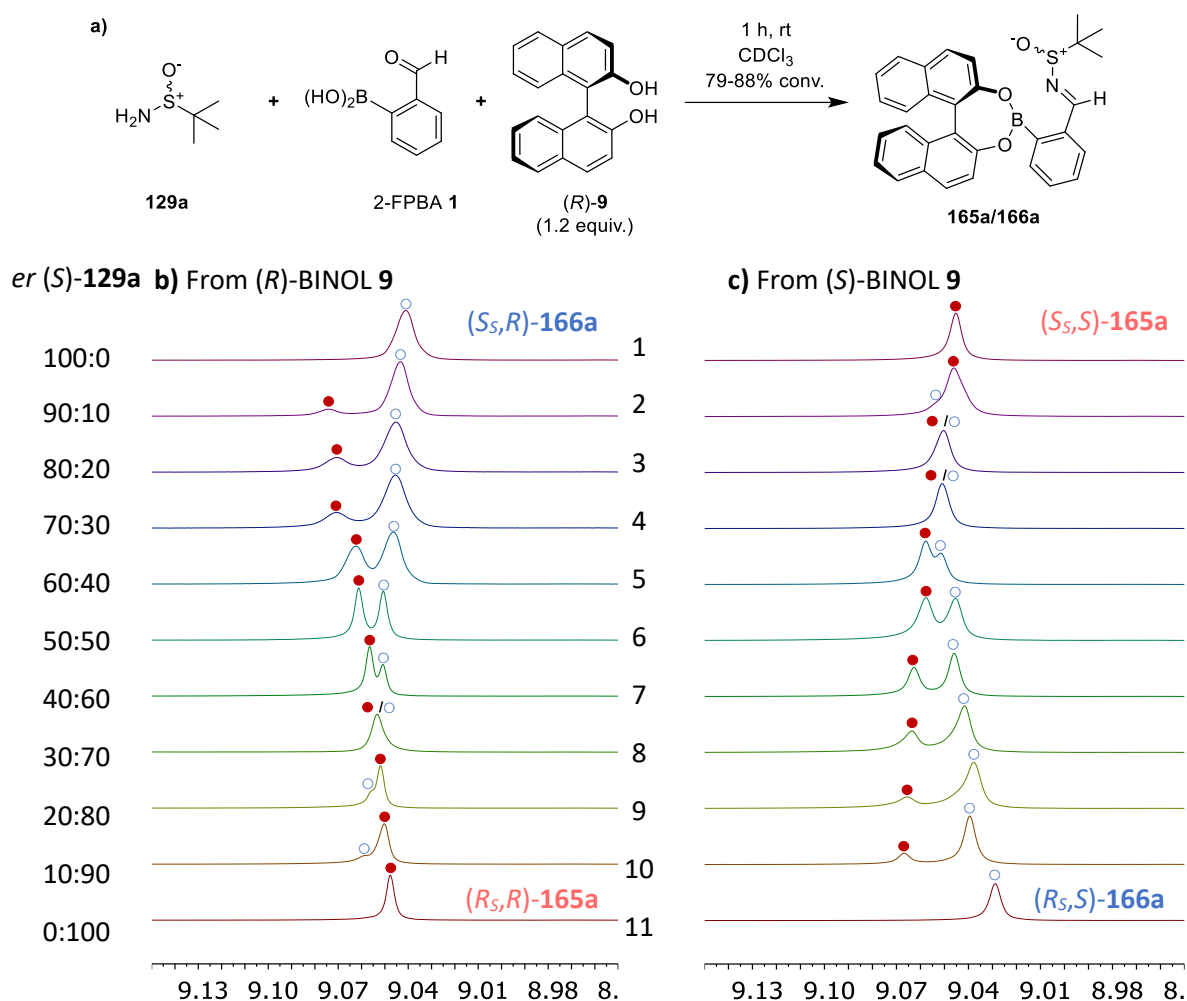 a)
O-
S+
H2N
129a
+
O
H
(HO)2B
2-FPBA 1
+
OH
OH
(R)-9
(1.2 equiv.)
1 h, rt
CDCl3
79-88% conv.
-O
S+
N
H
O
B
O
165a/166a
er (S)-129a
b) From (R)-BINOL 9
c) From (S)-BINOL 9
(SS,R)-166a
(SS,S)-165a
100:0
1
90:10
2
80:20
/
3
70:30
/
4
60:40
5
50:50
6
40:60
7
30:70
/
8
20:80
9
10:90
10
0:100
(RS,R)-165a
11
(RS,S)-166a
9.13 9.10 9.07 9.04 9.01 8.98 8.
9.13 9.10 9.07 9.04 9.01 8.98 8.